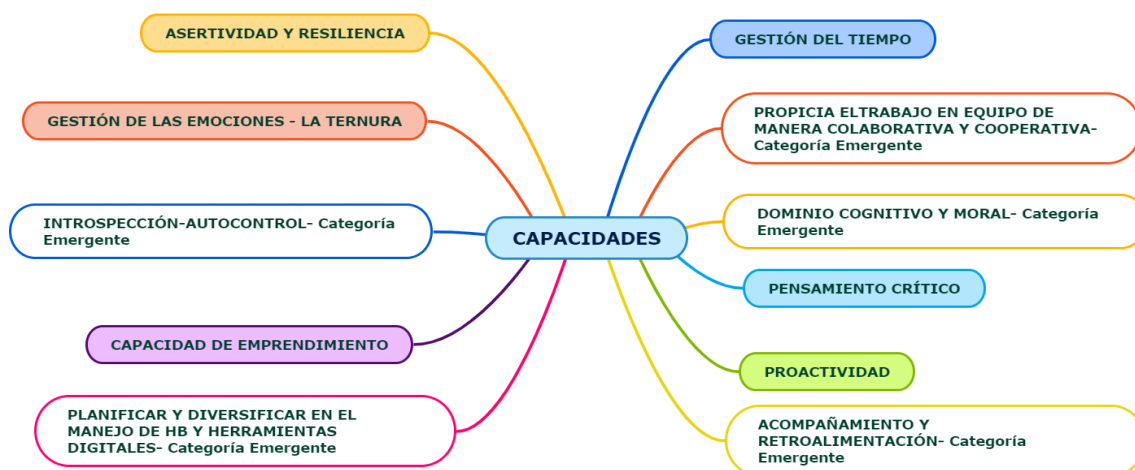 ASERTIVIDAD Y RESILIENCIA
GESTIÓN DE LAS EMOCIONES - LA TERNURA
INTROSPECCIÓN-AUTOCONTROL- Categoría
Emergente
CAPACIDAD DE EMPRENDIMIENTO
PLANIFICAR Y DIVERSIFICAR EN EL
MANEJO DE HB Y HERRAMIENTAS
DIGITALES- Categoría Emergente
CAPACIDADES
GESTIÓN DEL TIEMPO
PROPICIA ELTRABAJO EN EQUIPO DE
MANERA COLABORATIVA Y COOPERATIVA-
Categoría Emergente
DOMINIO COGNITIVO Y MORAL- Categoría
Emergente
PENSAMIENTO CRÍTICO
PROACTIVIDAD
ACOMPAÑAMIENTO Y
RETROALIMENTACIÓN- Categoría
Emergente